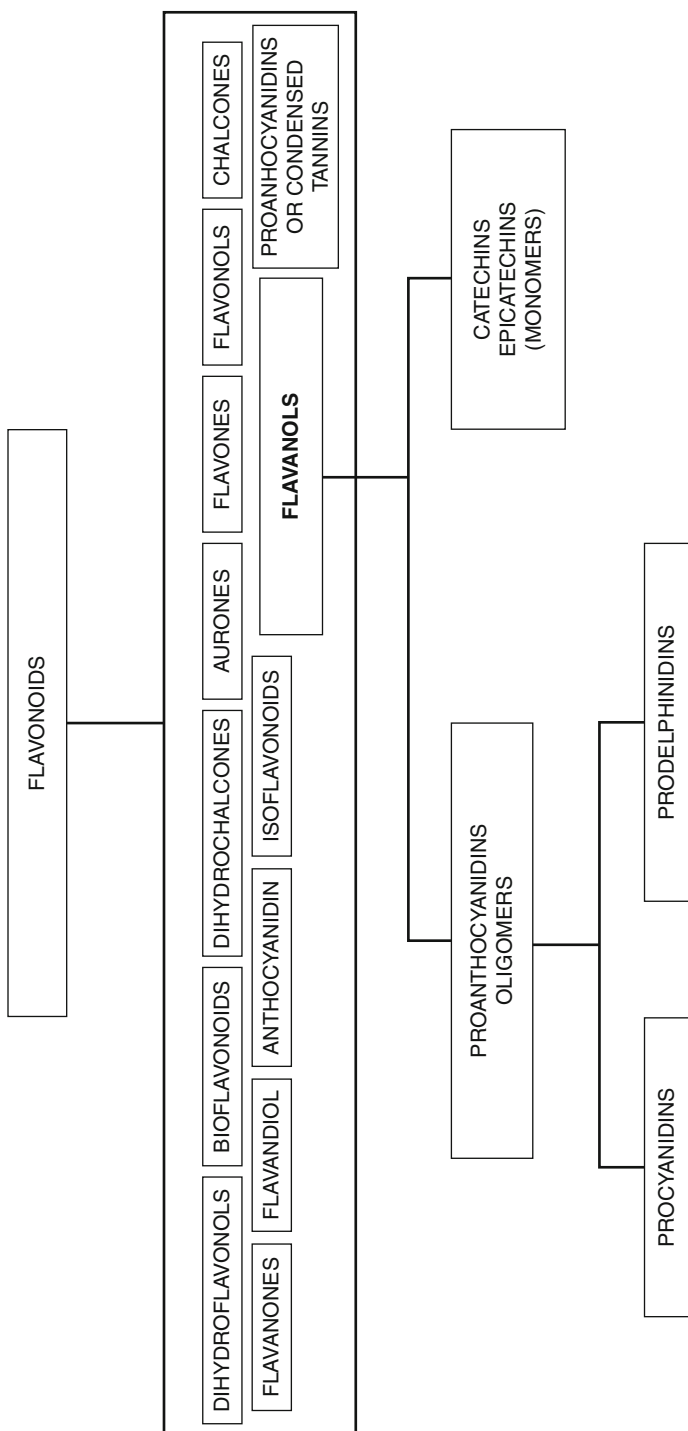 FLAVONOIDS
DIHYDROFLAVONOLS
BIOFLAVONOIDS
DIHYDROCHALCONES
AURONES
FLAVONES
FLAVONOLS
CHALCONES
FLAVANONES
FLAVANDIOL
ANTHOCYANIDIN
ISOFLAVONOIDS
FLAVANOLS
PROANHOCYANIDINS
OR CONDENSED
TANNINS
PROANTHOCYANIDINS
OLIGOMERS
CATECHINS
EPICATECHINS
(MONOMERS)
PROCYANIDINS
PRODELPHINIDINS